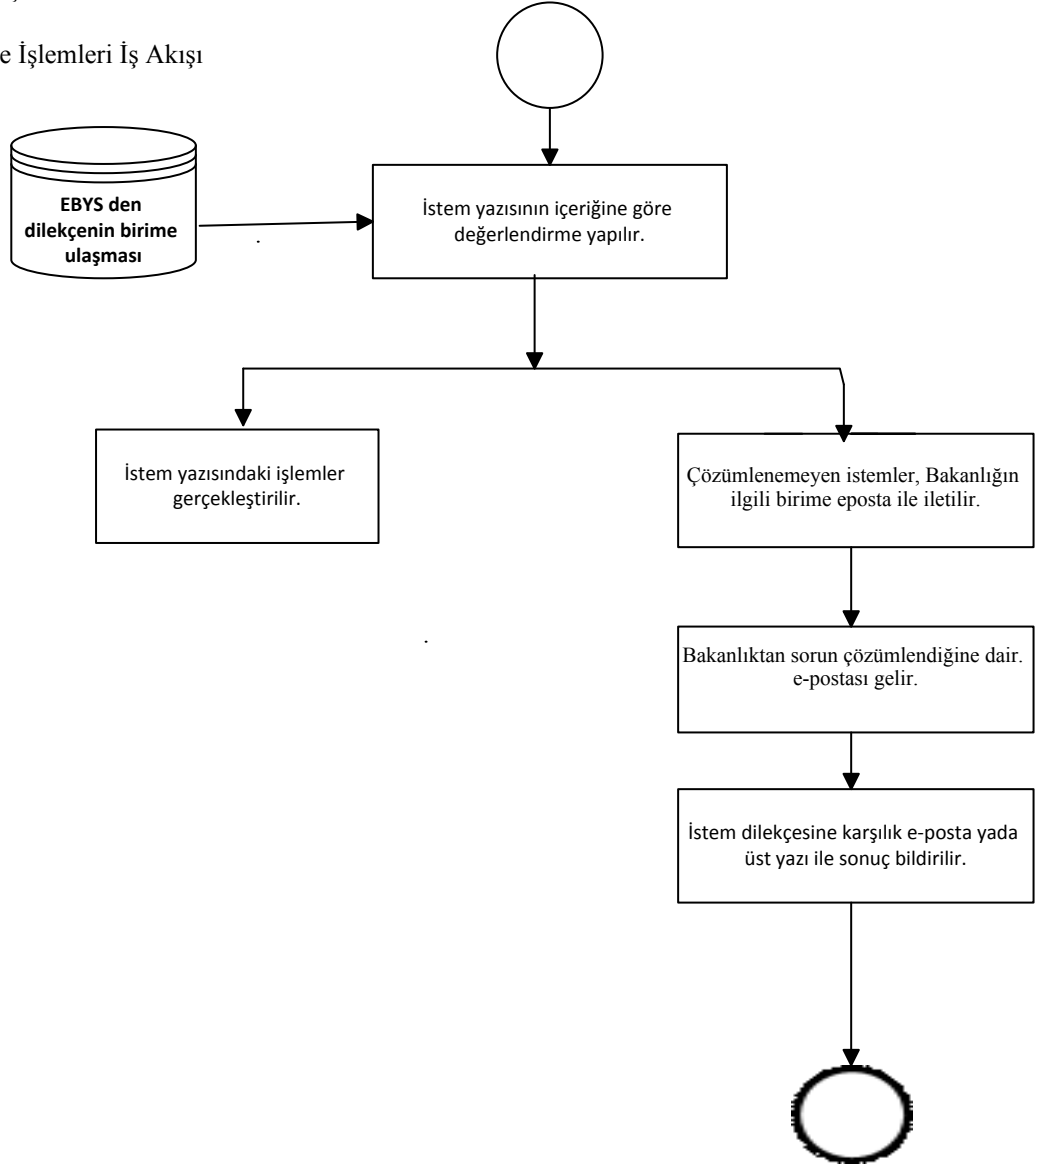 e İşlemleri İş Akışı
EBYS den
dilekçenin birime
ulaşması
İstem yazısının içeriğine göre
değerlendirme yapılır.
İstem yazısındaki işlemler
gerçekleştirilir.
Çözümlenemeyen istemler, Bakanlığın
ilgili birime eposta ile iletilir.
Bakanlıktan sorun çözümlendiğine dair.
e-postası gelir.
İstem dilekçesine karşılık e-posta yada
üst yazı ile sonuç bildirilir.